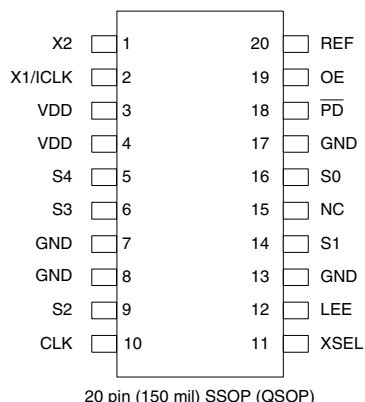 X2 1 20 REF
X1/ICLK 2 19 OE
VDD 3 18 PD
VDD 4 17 GND
S4 5 16 S0
S3 6 15 NC
GND 7 14 S1
GND 8 13 GND
S2 9 12 LEE
CLK 10 11 XSEL
20 pin (150 mil) SSOP (QSOP)